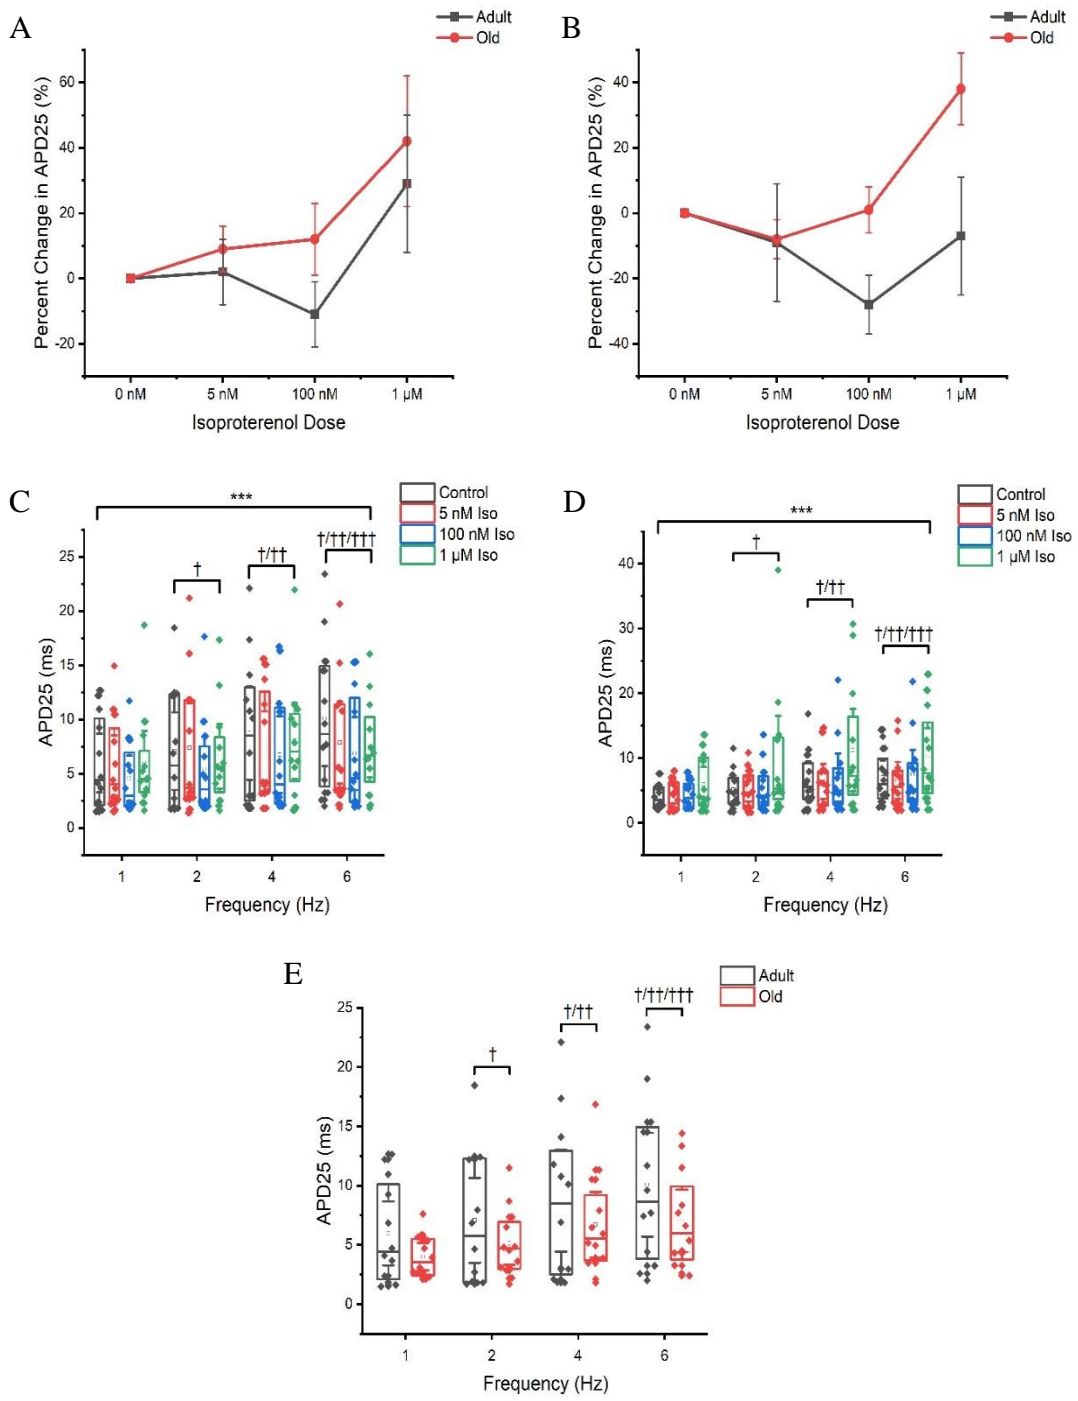 A
Adult
Old
Percent Change in APD25 (%)
60
40
20
0
-20
0 nM 5 nM 100 nM 1 µM
Isoproterenol Dose
B
Adult
Old
Percent Change in APD25 (%)
40
20
0
-20
-40
0 nM 5 nM 100 nM 1 µM
Isoproterenol Dose
C
Control
5 nM Iso
100 nM Iso
1 µM Iso
***
†
†/††
†/††/†††
APD25 (ms)
25
20
15
10
5
0
1 2 4 6
Frequency (Hz)
D
Control
5 nM Iso
100 nM Iso
1 µM Iso
***
†
†/††
†/††/†††
APD25 (ms)
40
30
20
10
0
1 2 4 6
Frequency (Hz)
E
Adult
Old
†
†/††
†/††/†††
APD25 (ms)
25
20
15
10
5
0
1 2 4 6
Frequency (Hz)